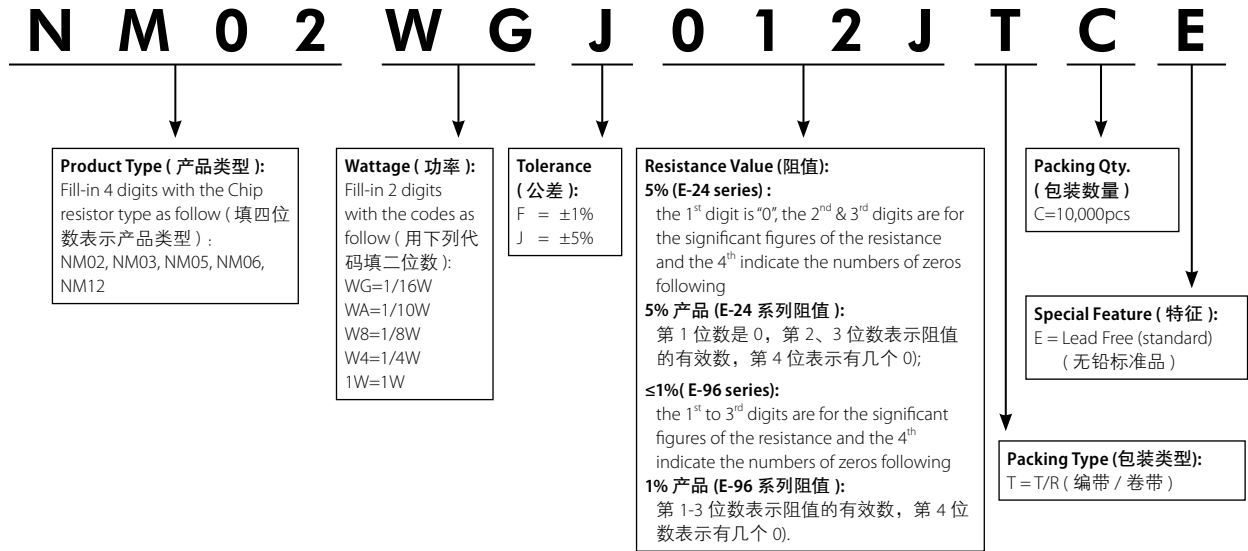 N M 0 2 W G J 0 1 2 J T C E
Product Type ( 产品类型 ):
Fill-in 4 digits with the Chip
resistor type as follow ( 填四位
数表示产品类型 ) :
NM02, NM03, NM05, NM06,
NM12
Wattage ( 功率 ):
Fill-in 2 digits
with the codes as
follow ( 用下列代
码填二位数 ):
WG=1/16W
WA=1/10W
W8=1/8W
W4=1/4W
1W=1W
Tolerance
( 公差 ):
F = ±1%
J = ±5%
Resistance Value (阻值):
5% (E-24 series) :
the 1st digit is “0”, the 2nd & 3rd digits are for
the significant figures of the resistance
and the 4th indicate the numbers of zeros
following
5% 产品 (E-24 系列阻值 ):
第 1 位数是 0，第 2、3 位数表示阻值
的有效数，第 4 位表示有几个 0);
≤1%( E-96 series):
the 1st to 3rd digits are for the significant
figures of the resistance and the 4th
indicate the numbers of zeros following
1% 产品 (E-96 系列阻值 ):
第 1-3 位数表示阻值的有效数，第 4 位
数表示有几个 0).
Packing Qty.
( 包装数量 )
C=10,000pcs
Special Feature ( 特征 ):
E = Lead Free (standard)
( 无铅标准品 )
Packing Type (包装类型):
T = T/R ( 编带 / 卷带 )